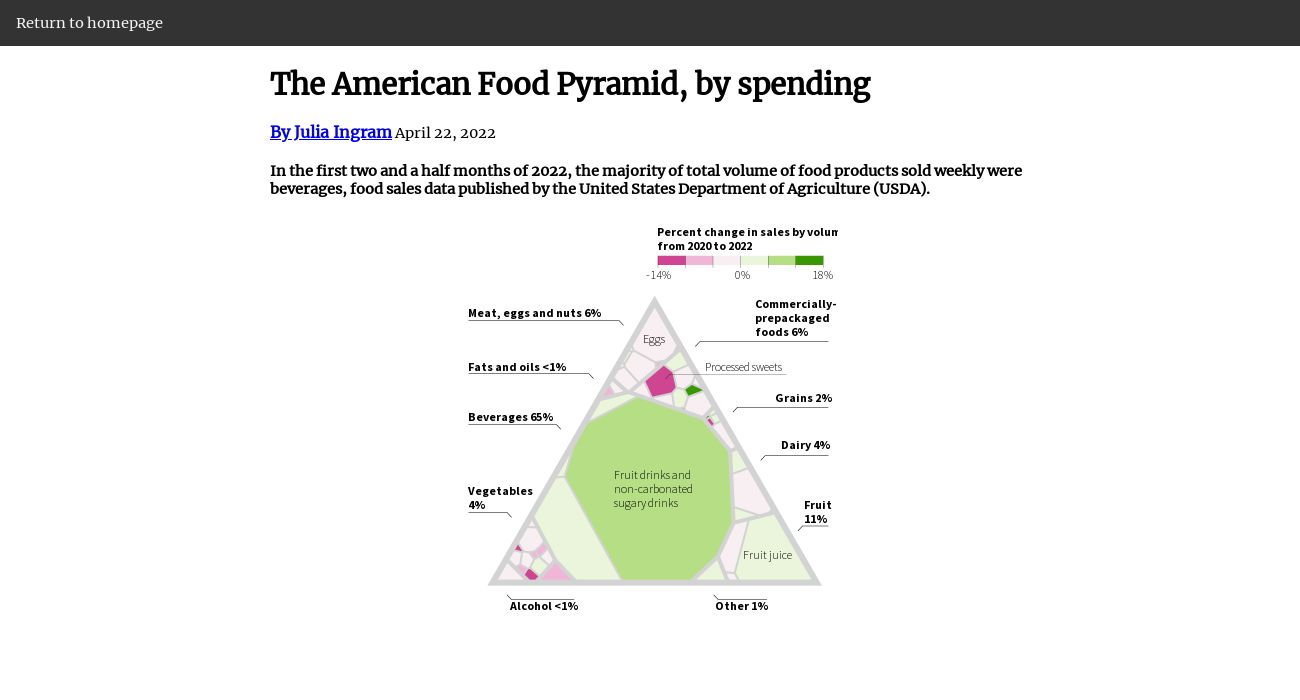 Return to homepage
The American Food Pyramid, by spending
By Julia Ingram April 22, 2022
In the first two and a half months of 2022, the majority of total volume of food products sold weekly were
beverages, food sales data published by the United States Department of Agriculture (USDA).
Percent change in sales by volum
from 2020 to 2022
-14% 0% 18%
Meat, eggs and nuts 6%
Commercially-
prepackaged
foods 6%
Eggs
Fats and oils <1%
Processed sweets
Grains 2%
Beverages 65%
Dairy 4%
Fruit drinks and
non-carbonated
sugary drinks
Vegetables
4%
Fruit
11%
Fruit juice
Alcohol <1%
Other 1%